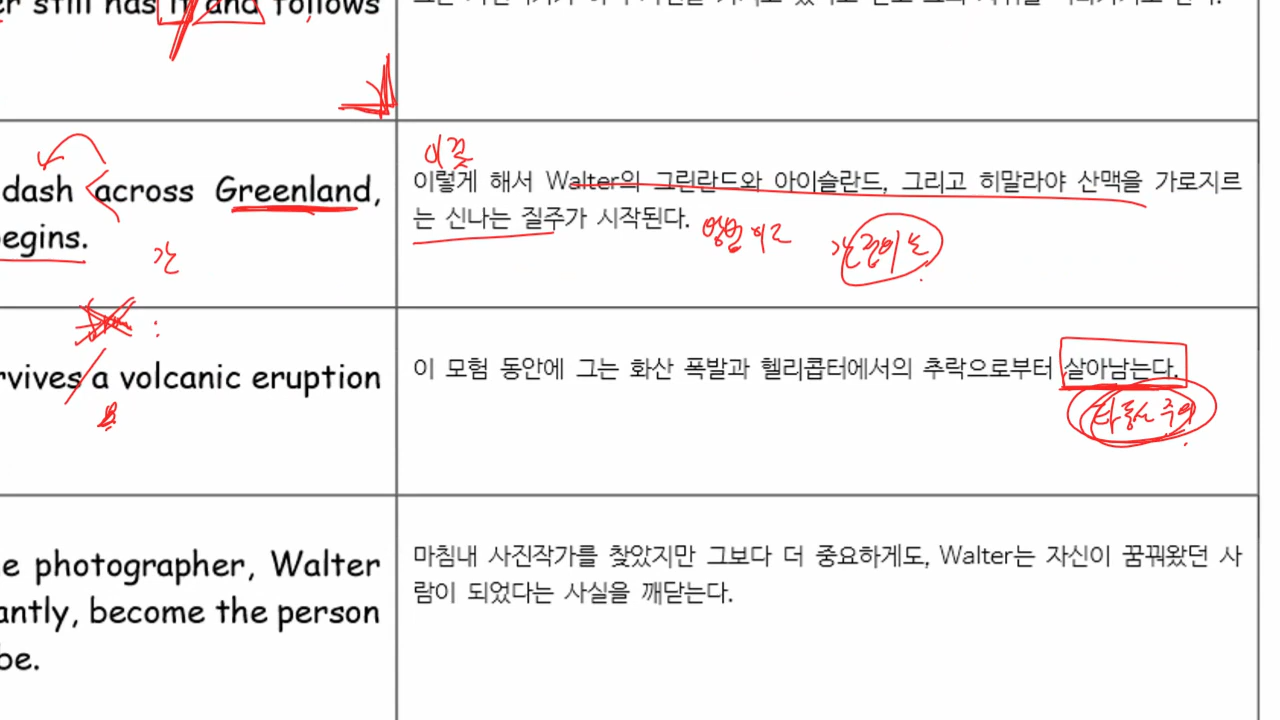 er still has it and follows
dash across Greenland,
begins.
이렇게 해서 Walter의 그린란드와 아이슬란드, 그리고 히말라야 산맥을 가로지르
는 신나는 질주가 시작된다.
rvives a volcanic eruption
이 모험 동안에 그는 화산 폭발과 헬리콥터에서의 추락으로부터 살아남는다.
타동사 주의
e photographer, Walter
antly, become the person
be.
마침내 사진작가를 찾았지만 그보다 더 중요하게도, Walter는 자신이 꿈꿔왔던 사
람이 되었다는 사실을 깨닫는다.